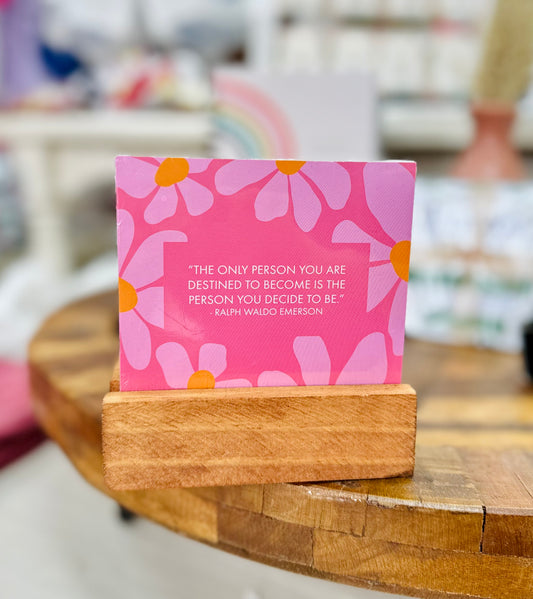 "THE ONLY PERSON YOU ARE
DESTINED TO BECOME IS THE
PERSON YOU DECIDE TO BE."
- RALPH WALDO EMERSON